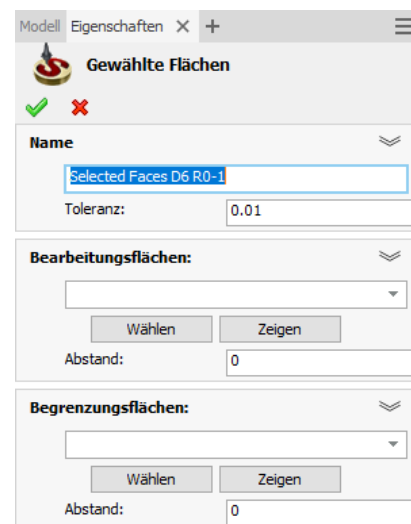 Modell Eigenschaften
Gewählte Flächen
Name
Selected Faces D6 R0-1
Toleranz: 0.01
Bearbeitungsflächen:
Wählen Zeigen
Abstand: 0
Begrenzungsflächen:
Wählen Zeigen
Abstand: 0